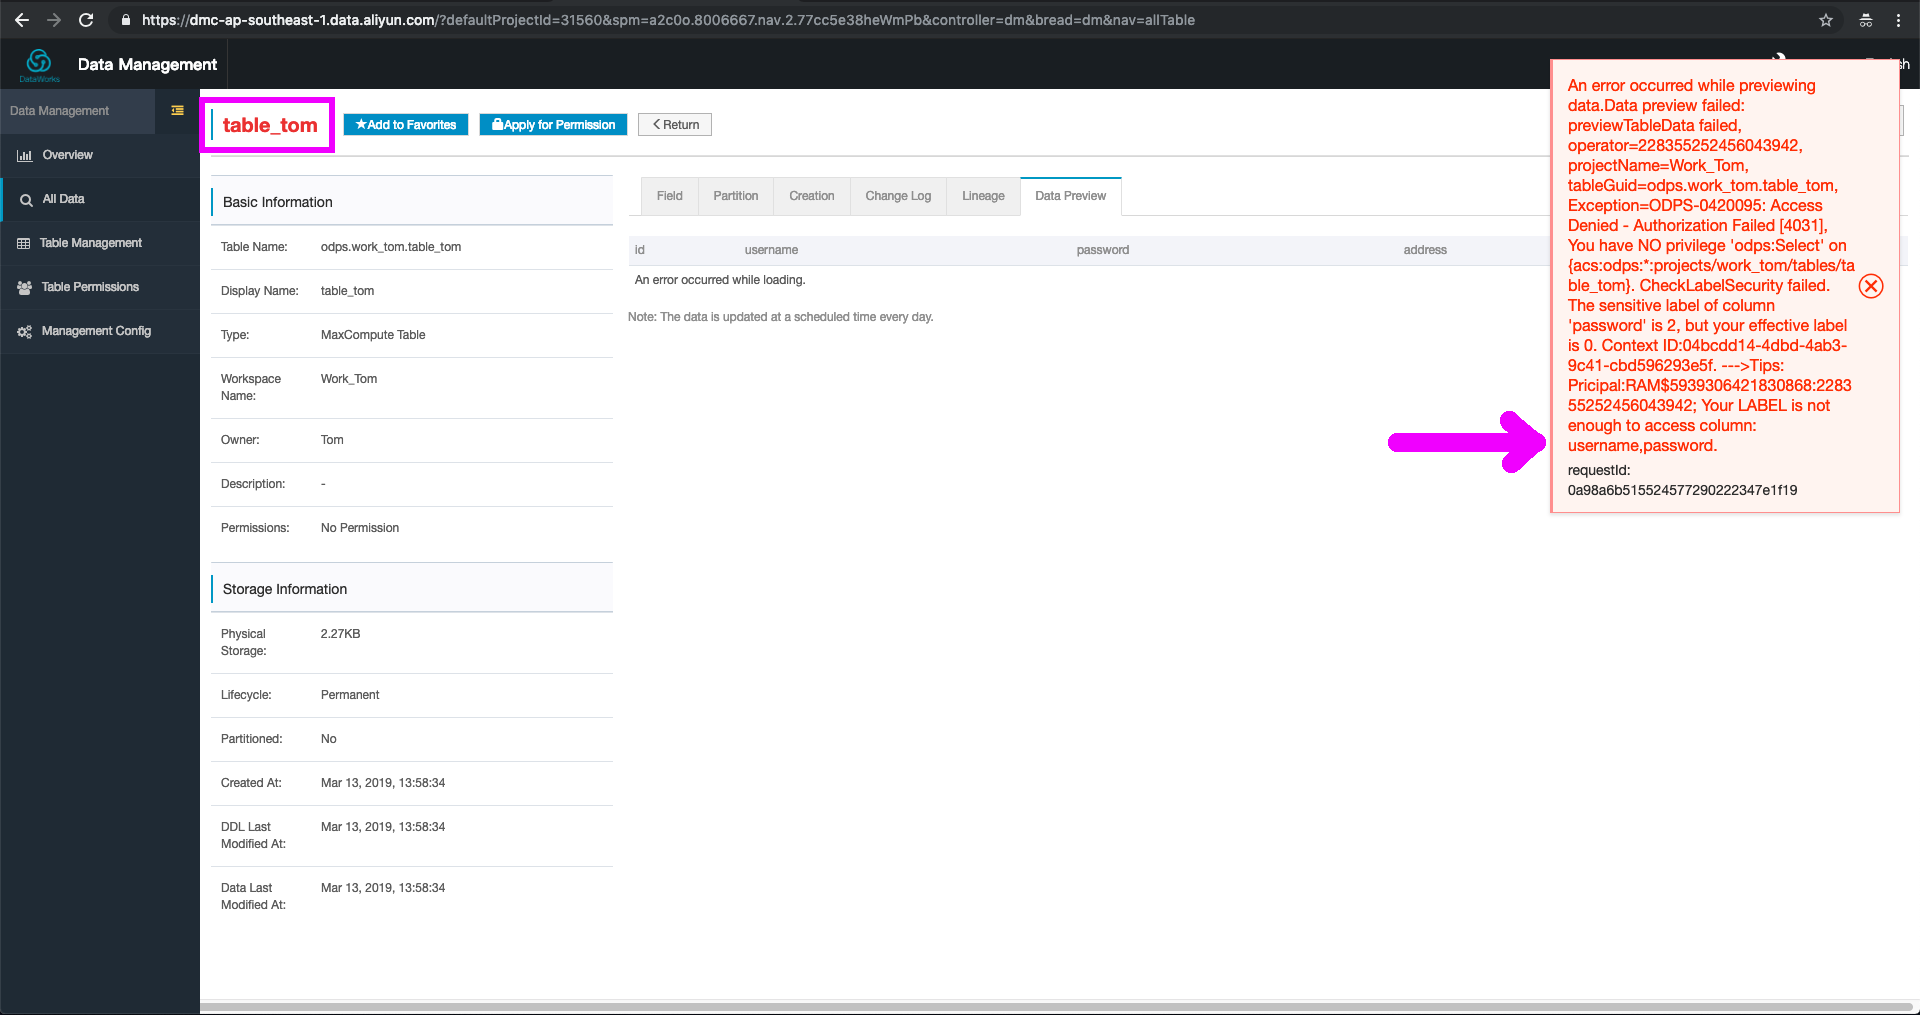 https://dmc-ap-southeast-1.data.aliyun.com/?defaultProjectId=31560&spm=a2c0o.8006667.nav.2.77cc5e38heWmPb&controller=dm&bread=dm&nav=allTable
DataWorks
Data Management
Data Management
Overview
All Data
Table Management
Table Permissions
Management Config
table_tom
★Add to Favorites
Apply for Permission
Return
Basic Information
Table Name: odps.work_tom.table_tom
Display Name: table_tom
Type: MaxCompute Table
Workspace Work_Tom
Name:
Owner: Tom
Description: -
Permissions: No Permission
Storage Information
Physical 2.27KB
Storage:
Lifecycle: Permanent
Partitioned: No
Created At: Mar 13, 2019, 13:58:34
DDL Last Mar 13, 2019, 13:58:34
Modified At:
Data Last Mar 13, 2019, 13:58:34
Modified At:
Field Partition Creation Change Log Lineage Data Preview
id username password address
An error occurred while loading.
Note: The data is updated at a scheduled time every day.
An error occurred while previewing
data.Data preview failed:
previewTableData failed,
operator=228355252456043942,
projectName=Work_Tom,
tableGuid=odps.work_tom.table_tom,
Exception=ODPS-0420095: Access
Denied - Authorization Failed [4031],
You have NO privilege 'odps:Select' on
{acs:odps:*:projects/work_tom/tables/ta
ble_tom}. CheckLabelSecurity failed.
The sensitive label of column
'password' is 2, but your effective label
is 0. Context ID:04bcdd14-4dbd-4ab3-
9c41-cbd596293e5f. --->Tips:
Pricipal:RAM$5939306421830868:2283
55252456043942; Your LABEL is not
enough to access column:
username,password.
requestId:
0a98a6b515524577290222347e1f19